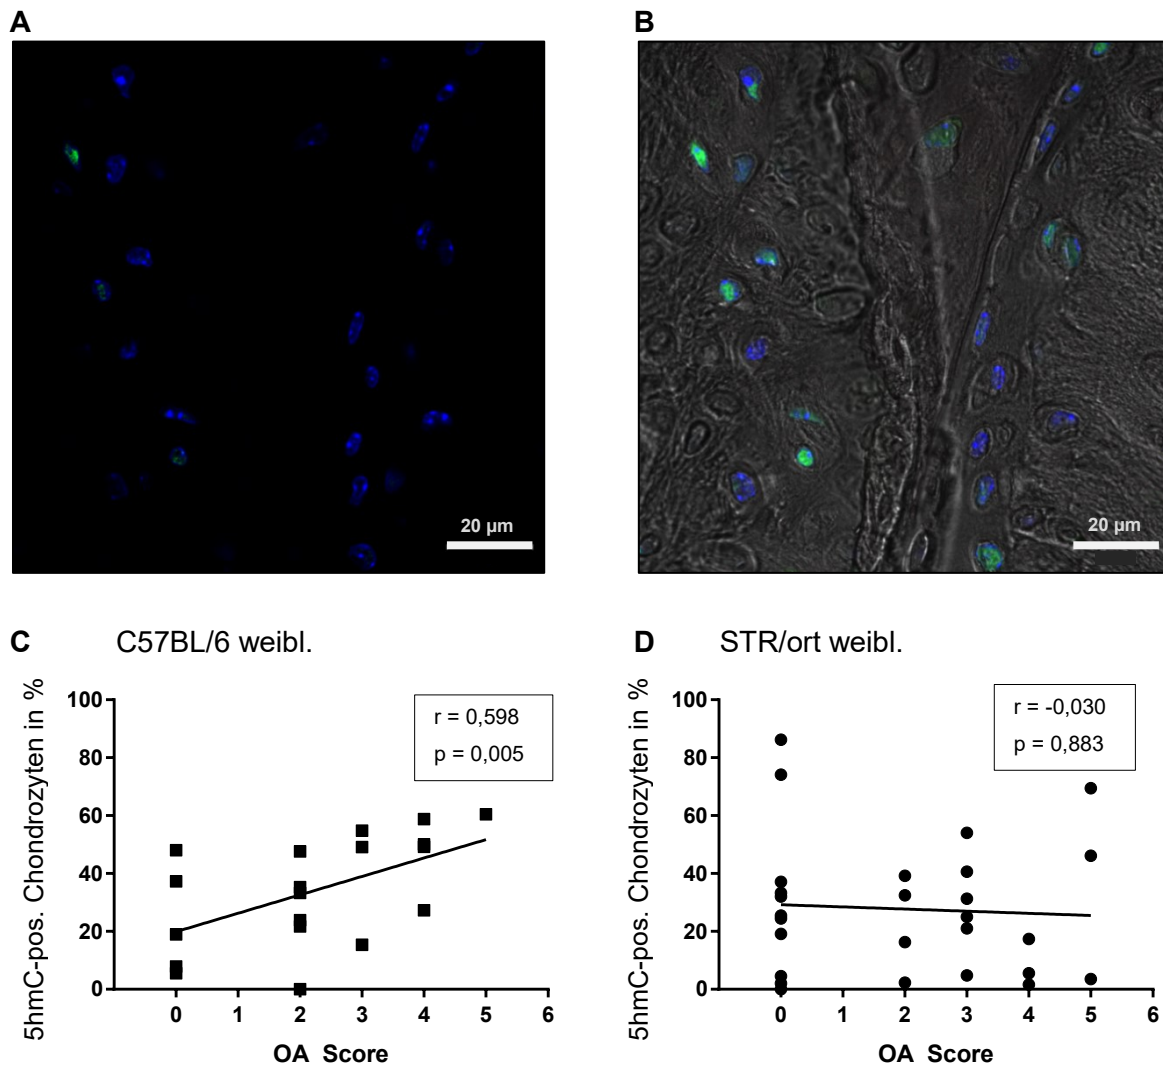 A
B
20 µm
20 µm
C C57BL/6 weibl.
D STR/ort weibl.
5hmC-pos. Chondrozyten in %
100
80
60
40
20
0
r = 0,598
p = 0,005
0 1 2 3 4 5 6
OA Score
5hmC-pos. Chondrozyten in %
100
80
60
40
20
0
r = -0,030
p = 0,883
0 1 2 3 4 5 6
OA Score